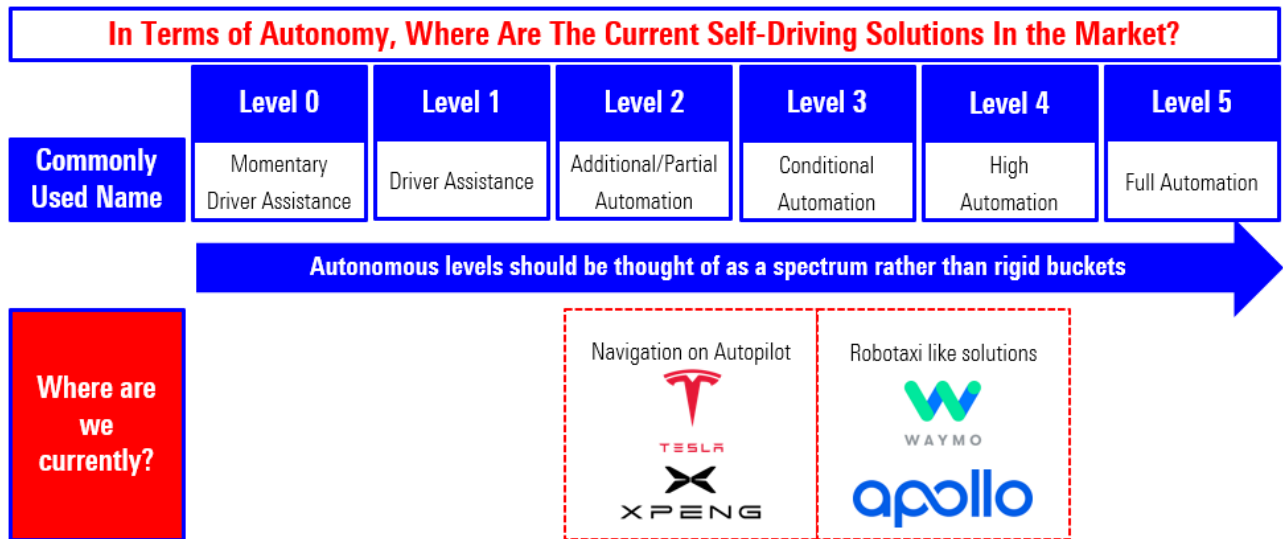 In Terms of Autonomy, Where Are The Current Self-Driving Solutions In the Market?
Level 0
Level 1
Level 2
Level 3
Level 4
Level 5
Commonly
Used Name
Momentary
Driver Assistance
Driver Assistance
Additional/Partial
Automation
Conditional
Automation
High
Automation
Full Automation
Autonomous levels should be thought of as a spectrum rather than rigid buckets
Where are
we
currently?
Navigation on Autopilot
TESLA
XPENG
Robotaxi like solutions
WAYMO
apollo